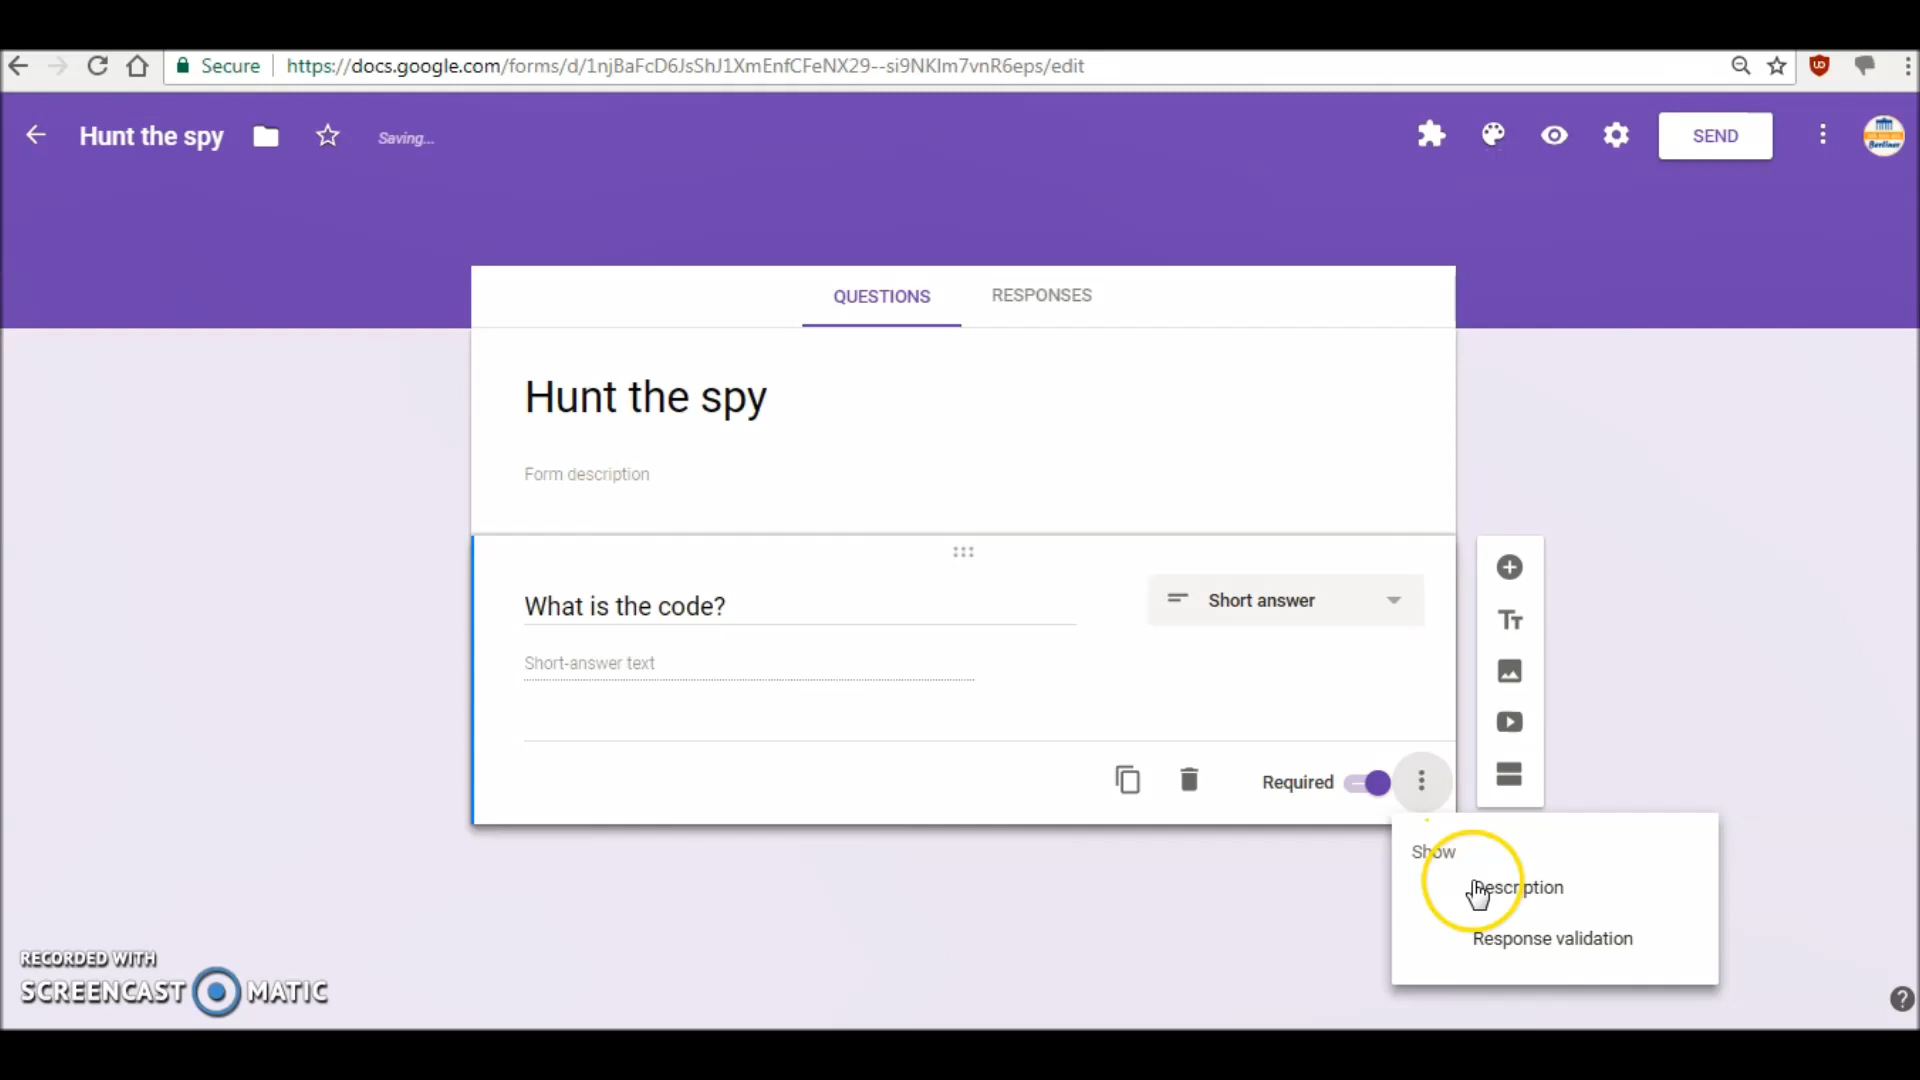 Secure https://docs.google.com/forms/d/1njBaFcD6JsShJ1XmEnfCFeNX29--si9NKIm7vnR6eps/edit
Hunt the spy Saving... SEND
Berliner
QUESTIONS RESPONSES
Hunt the spy
Form description
What is the code? Short answer
Short-answer text
Required
Show
Description
Response validation
RECORDED WITH
SCREENCAST MATIC